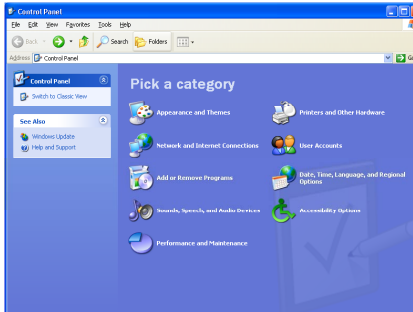 Control Panel
File Edit View Favorites Tools Help
Back Search Folders
Address Control Panel
Control Panel
Switch to Classic View
See Also
Windows Update
Help and Support
Pick a category
Appearance and Themes
Printers and Other Hardware
Network and Internet Connections
User Accounts
Add or Remove Programs
Date, Time, Language, and Regional
Options
Sounds, Speech, and Audio Devices
Accessibility Options
Performance and Maintenance